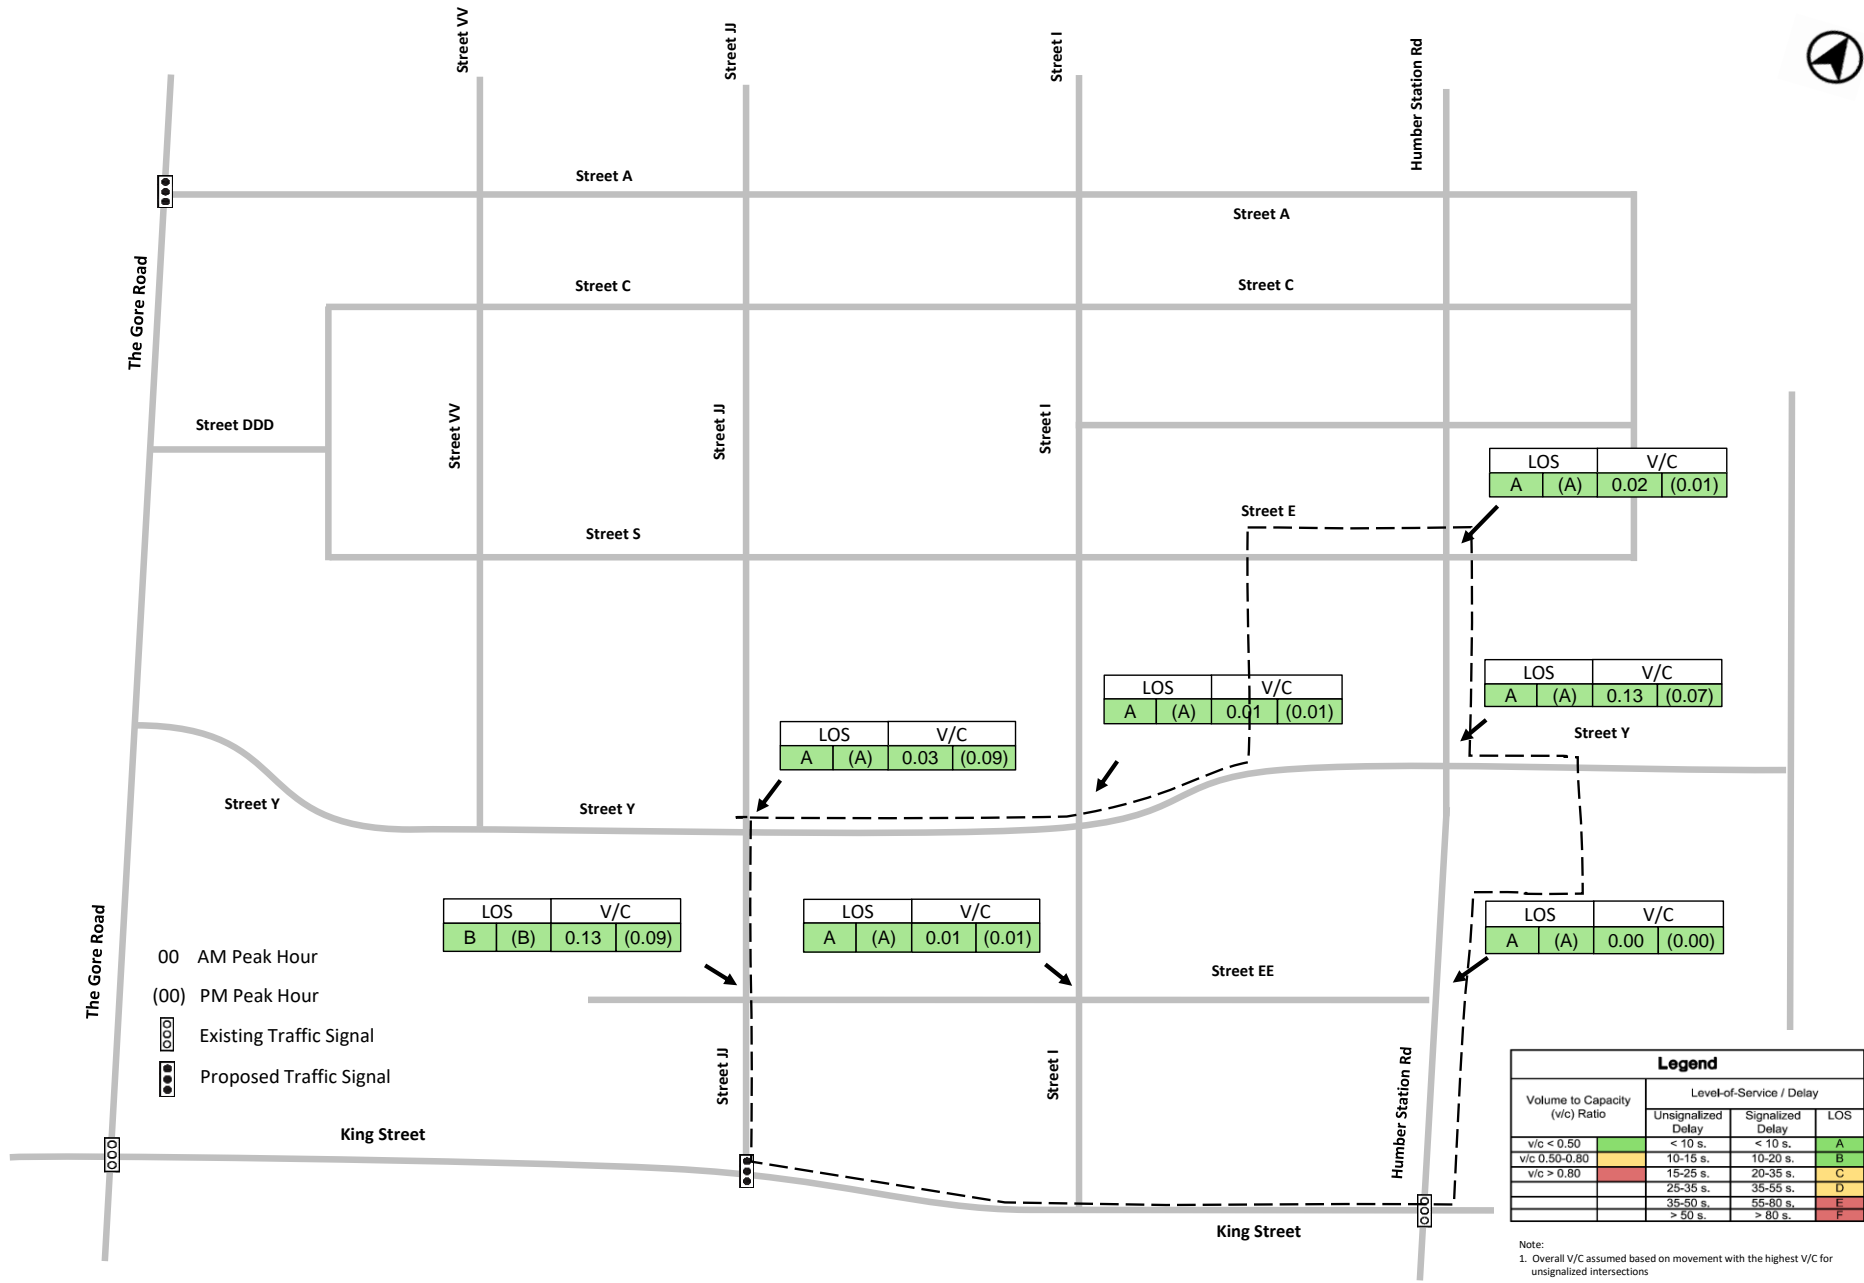 Street VV
Street JJ
Street I
Humber Station Rd
Street A
Street A
The Gore Road
Street C
Street C
Street DDD
Street VV
Street JJ
Street I
LOS V/C
A (A) 0.02 (0.01)
Street E
Street S
LOS V/C
A (A) 0.13 (0.07)
LOS V/C
A (A) 0.01 (0.01)
Street Y
LOS V/C
A (A) 0.03 (0.09)
Street Y
Street Y
LOS V/C
B (B) 0.13 (0.09)
LOS V/C
A (A) 0.01 (0.01)
LOS V/C
A (A) 0.00 (0.00)
The Gore Road
00 AM Peak Hour
(00) PM Peak Hour
Existing Traffic Signal
Proposed Traffic Signal
Street EE
Street JJ
Street I
Humber Station Rd
King Street
King Street
Legend
Volume to Capacity
(v/c) Ratio
Level-of-Service / Delay
Unsignalized
Delay
Signalized
Delay
LOS
v/c < 0.50 < 10 s. < 10 s. A
v/c 0.50-0.80 10-15 s. 10-20 s. B
v/c > 0.80 15-25 s. 20-35 s. C
25-35 s. 35-55 s. D
35-50 s. 55-80 s. E
> 50 s. > 80 s. F
Note:
1. Overall V/C assumed based on movement with the highest V/C for
unsignalized intersections